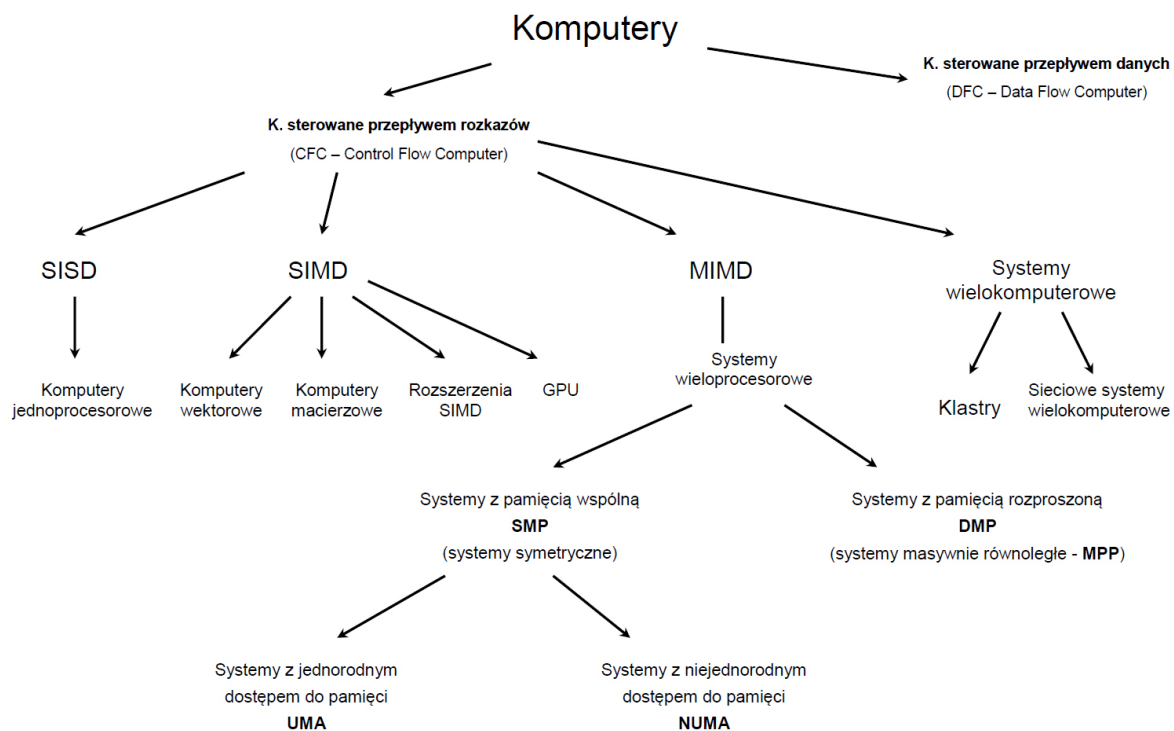 Komputery
K. sterowane przepływem danych
(DFC – Data Flow Computer)
K. sterowane przepływem rozkazów
(CFC – Control Flow Computer)
SISD
SIMD
MIMD
Systemy
wielokomputerowe
Komputery
jednoprocesorowe
Komputery
wektorowe
Komputery
macierzowe
Rozszerzenia
SIMD
GPU
Systemy
wieloprocesorowe
Klastry
Sieciowe systemy
wielokomputerowe
Systemy z pamięcią wspólną
SMP
(systemy symetryczne)
Systemy z pamięcią rozproszoną
DMP
(systemy masywnie równoległe - MPP)
Systemy z jednorodnym
dostępem do pamięci
UMA
Systemy z niejednorodnym
dostępem do pamięci
NUMA